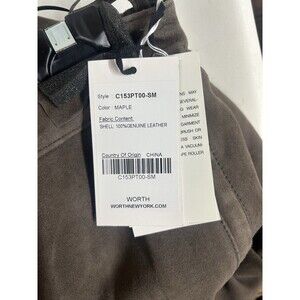 Style C153PT00-SM
Color MAPLE
Fabric Content
SHELL: 100%GENUINE LEATHER
Country Of Origin CHINA
C153PT00-SM
WORTH
WORTHNEWYORK.COM
MAY
SEVERAL
WEAR
MINIMIZE
GARMENT
BRUSH OR
SKIN
A VACUUM
ROLLER